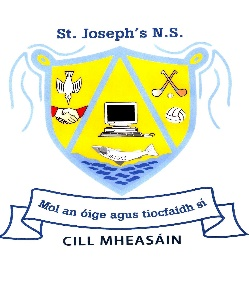 St. Joseph's N.S.
Mol an óige agus tiocfaidh sí
CILL MHEASÁIN